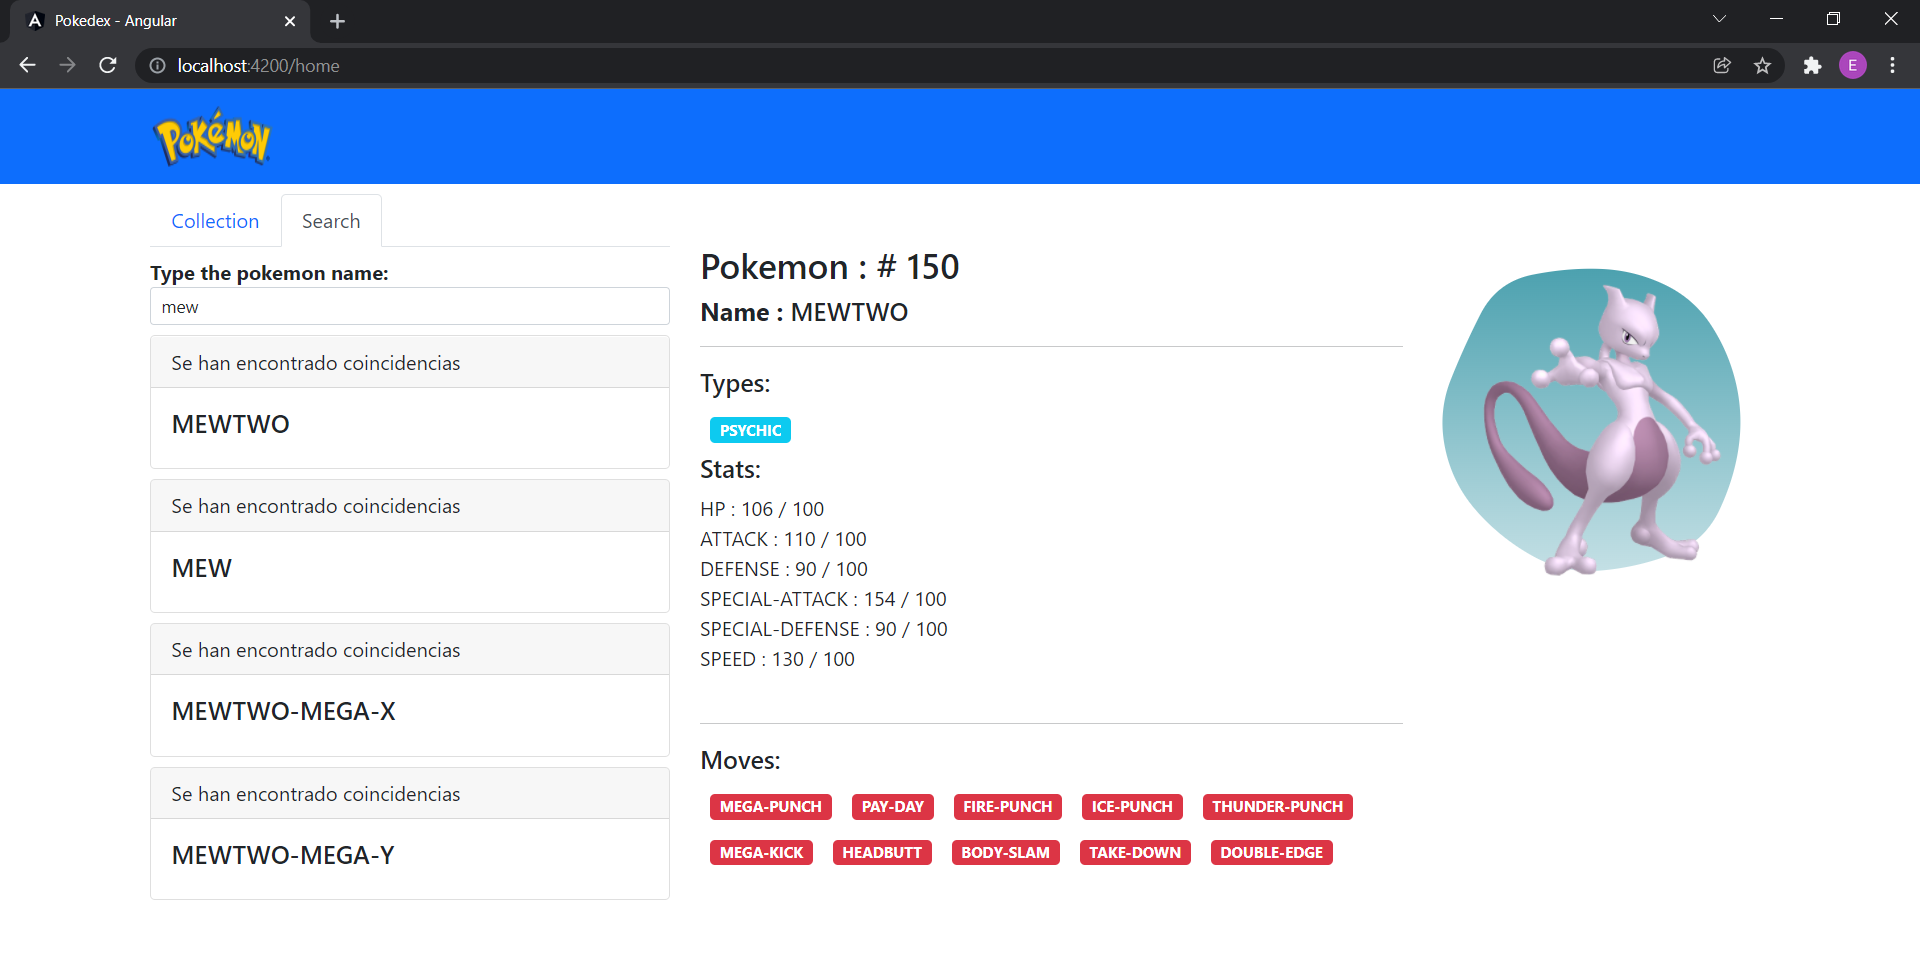 Pokedex - Angular
localhost:4200/home
E
POKéMON
Collection
Search
Type the pokemon name:
mew
Se han encontrado coincidencias
MEWTWO
Se han encontrado coincidencias
MEW
Se han encontrado coincidencias
MEWTWO-MEGA-X
Se han encontrado coincidencias
MEWTWO-MEGA-Y
Pokemon : # 150
Name : MEWTWO
Types:
PSYCHIC
Stats:
HP : 106 / 100
ATTACK : 110 / 100
DEFENSE : 90 / 100
SPECIAL-ATTACK : 154 / 100
SPECIAL-DEFENSE : 90 / 100
SPEED : 130 / 100
Moves:
MEGA-PUNCH PAY-DAY FIRE-PUNCH ICE-PUNCH THUNDER-PUNCH
MEGA-KICK HEADBUTT BODY-SLAM TAKE-DOWN DOUBLE-EDGE